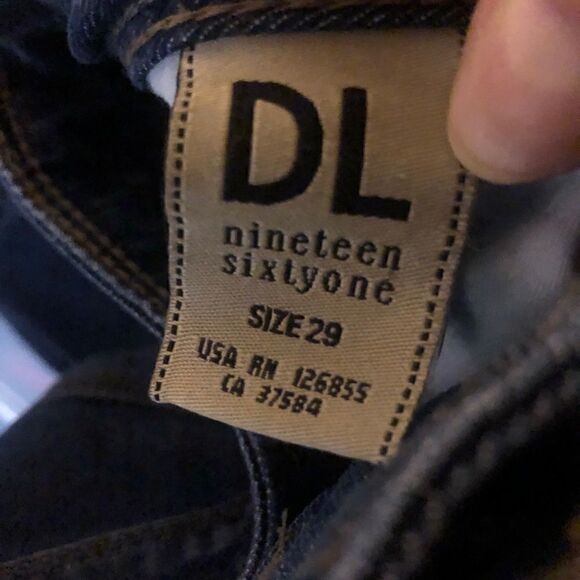 DL
nineteen
sixtyone
SIZE 29
USA RN 126855
CA 37584